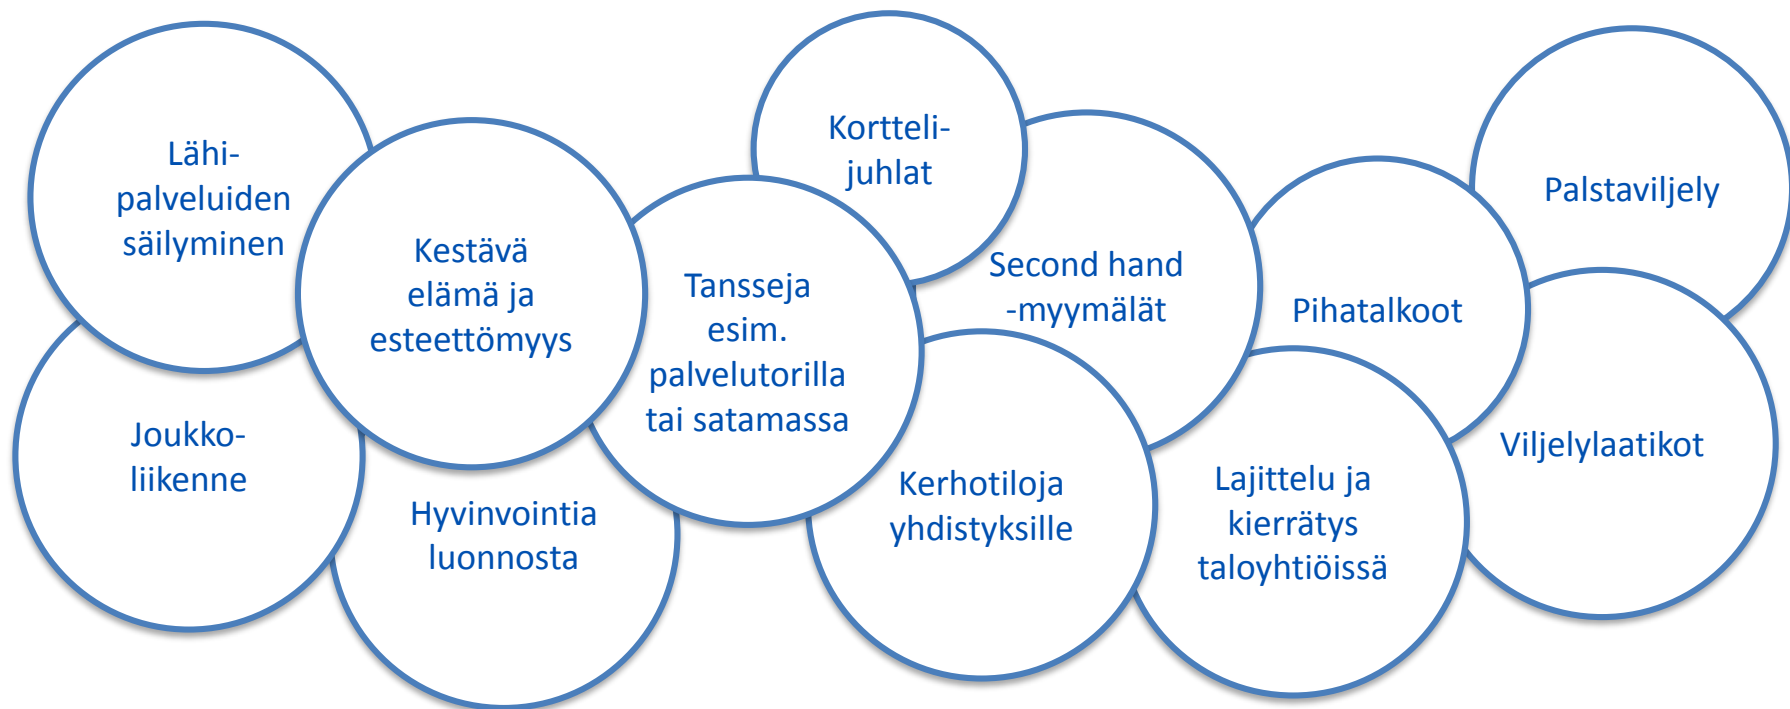 Lähi-
palveluiden
säilyminen
Joukko-
liikenne
Kestävä
elämä ja
esteettömyys
Hyvinvointia
luonnosta
Tansseja
esim.
palvelutorilla
tai satamassa
Kortteli-
juhlat
Second hand
-myymälät
Kerhotiloja
yhdistyksille
Pihatalkoot
Lajittelu ja
kierrätys
taloyhtiöissä
Palstaviljely
Viljelylaatikot